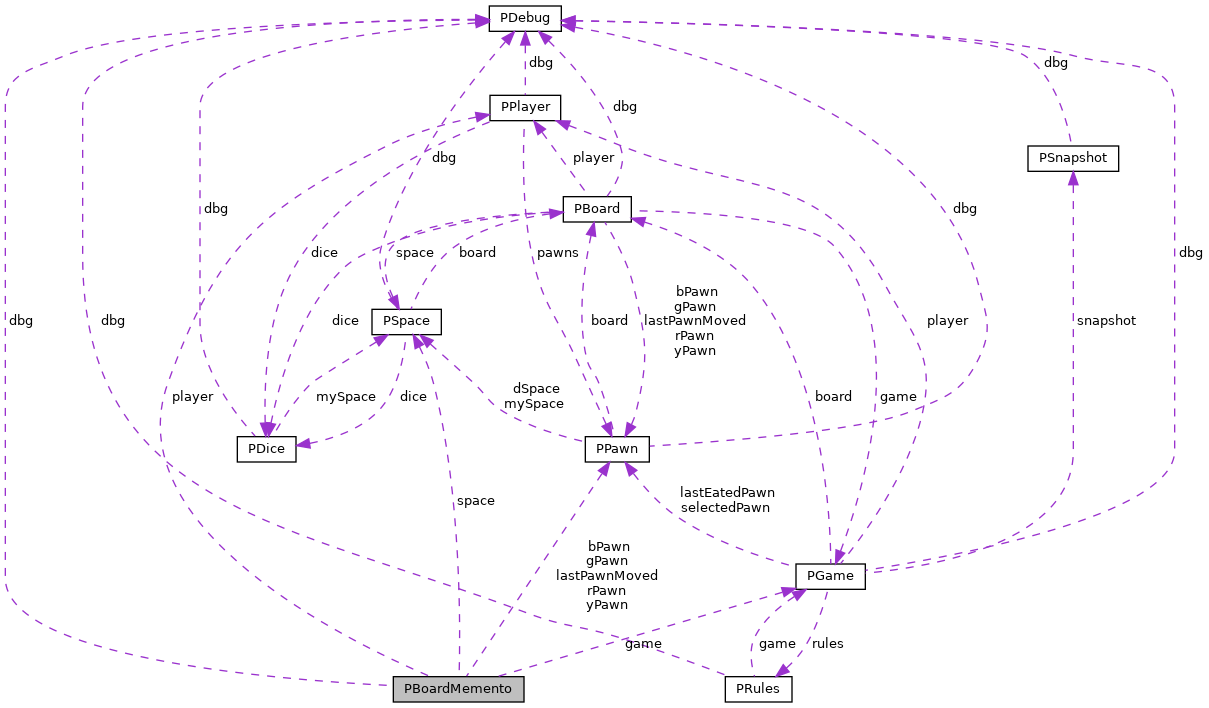 PDebug
dbg
PPlayer
dbg
dbg
PSnapshot
player
dbg
PBoard
dbg
dbg
dice
space
board
pawns
dbg
bPawn
gPawn
lastPawnMoved
rPawn
yPawn
PSpace
dbg
dbg
dice
board
player
snapshot
player
mySpace
dice
dSpace
mySpace
board
game
PDice
PPawn
space
lastEatedPawn
selectedPawn
bPawn
gPawn
lastPawnMoved
rPawn
yPawn
PGame
game
game
rules
PBoardMemento
PRules